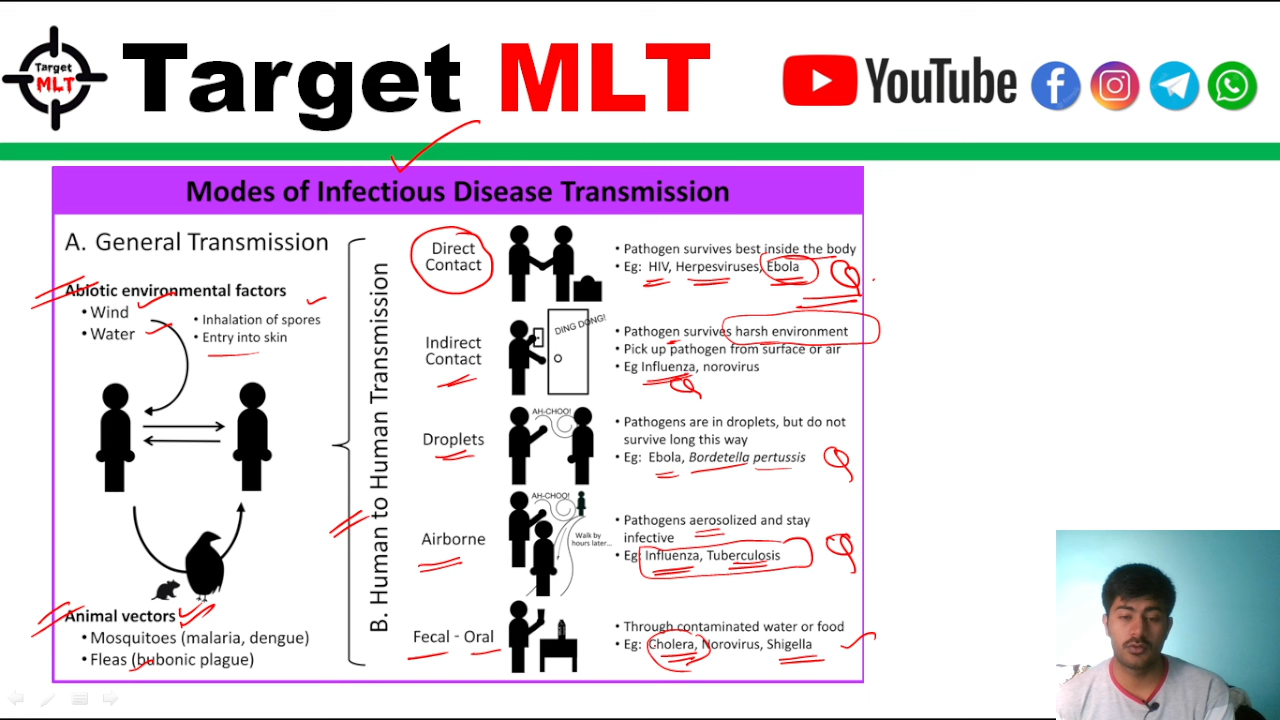 Target
MLT
Target MLT
YouTube
Modes of Infectious Disease Transmission
A. General Transmission
Abiotic environmental factors
• Wind
• Water
• Inhalation of spores
• Entry into skin
Animal vectors
• Mosquitoes (malaria, dengue)
• Fleas (bubonic plague)
B. Human to Human Transmission
Direct
Contact
• Pathogen survives best inside the body
• Eg: HIV, Herpesviruses, Ebola
Indirect
Contact
DING DONG!
• Pathogen survives harsh environment
• Pick up pathogen from surface or air
• Eg Influenza, norovirus
Droplets
AH-CHOO!
• Pathogens are in droplets, but do not
survive long this way
• Eg: Ebola, Bordetella pertussis
Airborne
AH-CHOO!
Walk by
hours later...
• Pathogens aerosolized and stay
infective
• Eg: Influenza, Tuberculosis
Fecal - Oral
• Through contaminated water or food
• Eg: Cholera, Norovirus, Shigella